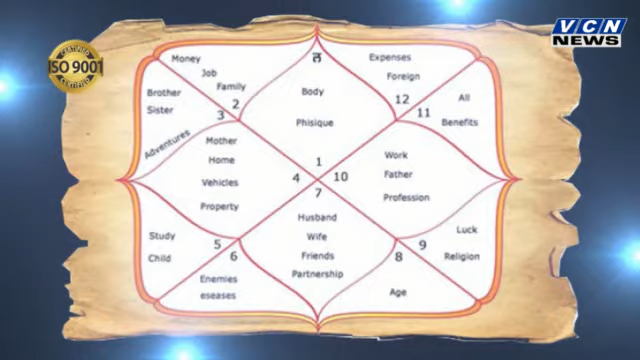 VCN
NEWS
CERTIFIED
ISO 9001
CERTIFIED
Money
Job
Family
2
ल
Body
Phisique
1
Expenses
Foreign
12
All
Benefits
11
Brother
Sister
3
Adventures
Mother
Home
4
Vehicles
Property
Work
Father
10
Profession
7
Husband
Wife
Friends
Partnership
Study
Child
5
6
Enemies
eseases
8
Age
9
Luck
Religion